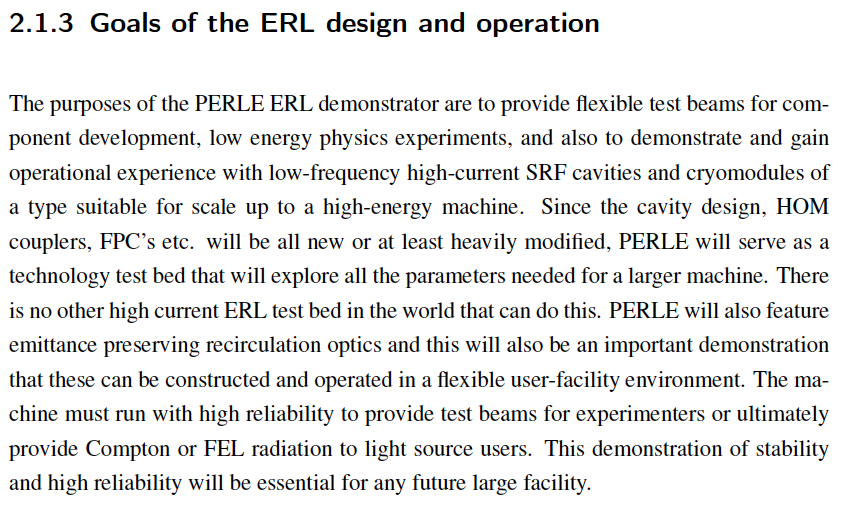 2.1.3 Goals of the ERL design and operation
The purposes of the PERLE ERL demonstrator are to provide flexible test beams for com-
ponent development, low energy physics experiments, and also to demonstrate and gain
operational experience with low-frequency high-current SRF cavities and cryomodules of
a type suitable for scale up to a high-energy machine. Since the cavity design, HOM
couplers, FPC's etc. will be all new or at least heavily modified, PERLE will serve as a
technology test bed that will explore all the parameters needed for a larger machine. There
is no other high current ERL test bed in the world that can do this. PERLE will also feature
emittance preserving recirculation optics and this will also be an important demonstration
that these can be constructed and operated in a flexible user-facility environment. The ma-
chine must run with high reliability to provide test beams for experimenters or ultimately
provide Compton or FEL radiation to light source users. This demonstration of stability
and high reliability will be essential for any future large facility.